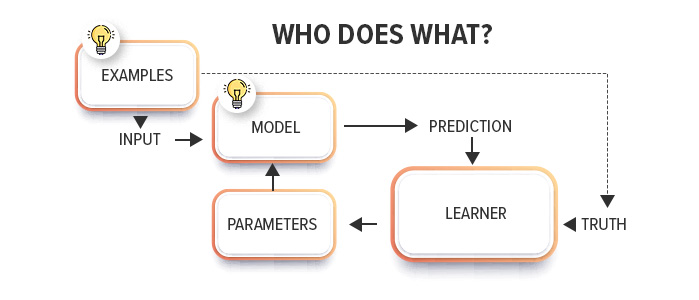 WHO DOES WHAT?
EXAMPLES
INPUT
MODEL
PREDICTION
PARAMETERS
LEARNER
TRUTH